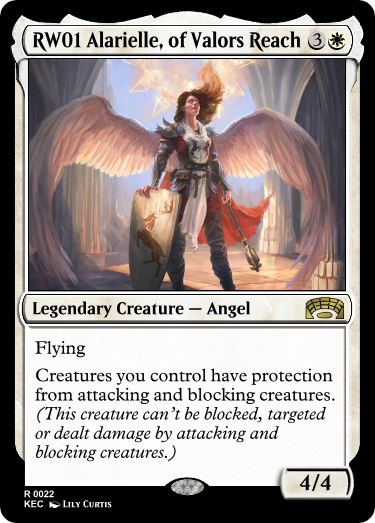 RW01 Alarielle, of Valors Reach 3
Legendary Creature — Angel
Flying
Creatures you control have protection
from attacking and blocking creatures.
(This creature can't be blocked, targeted
or dealt damage by attacking and
blocking creatures.)
4/4
R 0022
KEC Lily Curtis